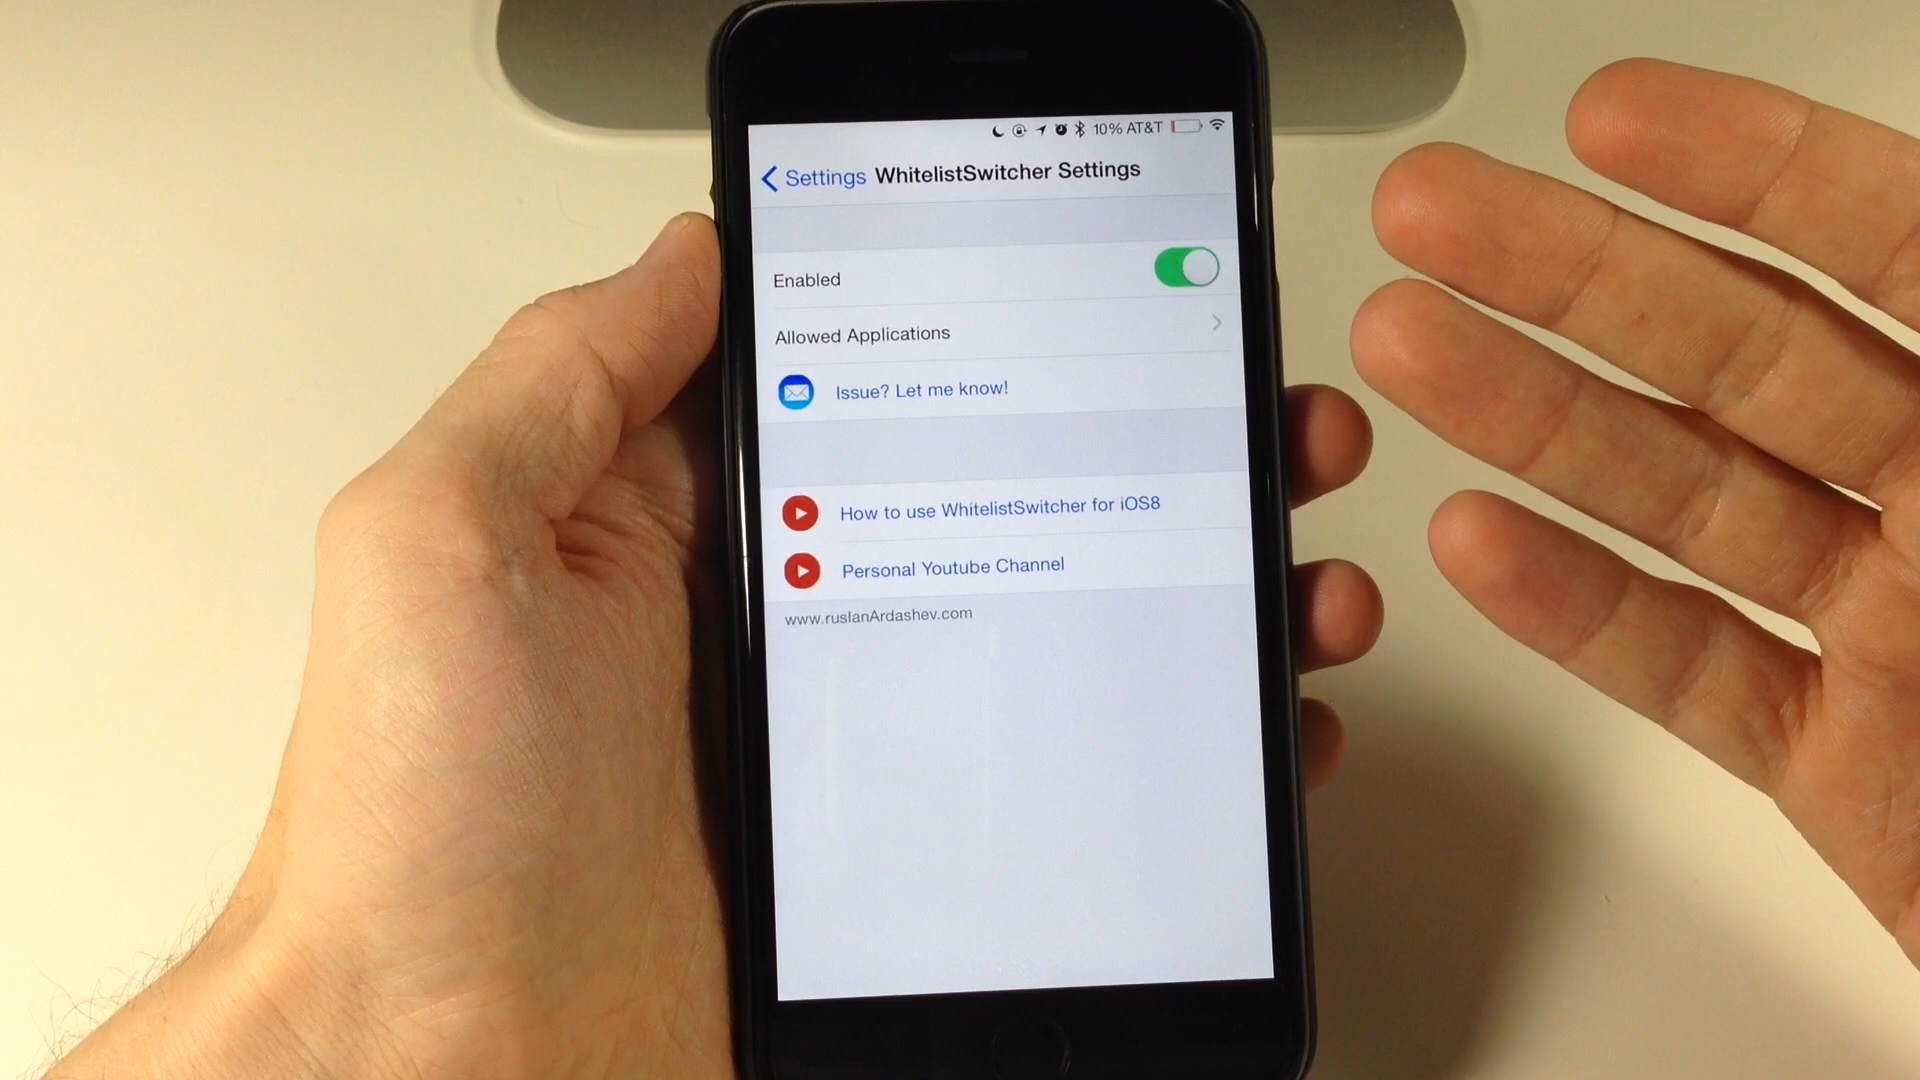 10% AT&T
Settings WhitelistSwitcher Settings
Enabled
Allowed Applications
Issue? Let me know!
How to use WhitelistSwitcher for iOS8
Personal Youtube Channel
www.ruslanArdashev.com